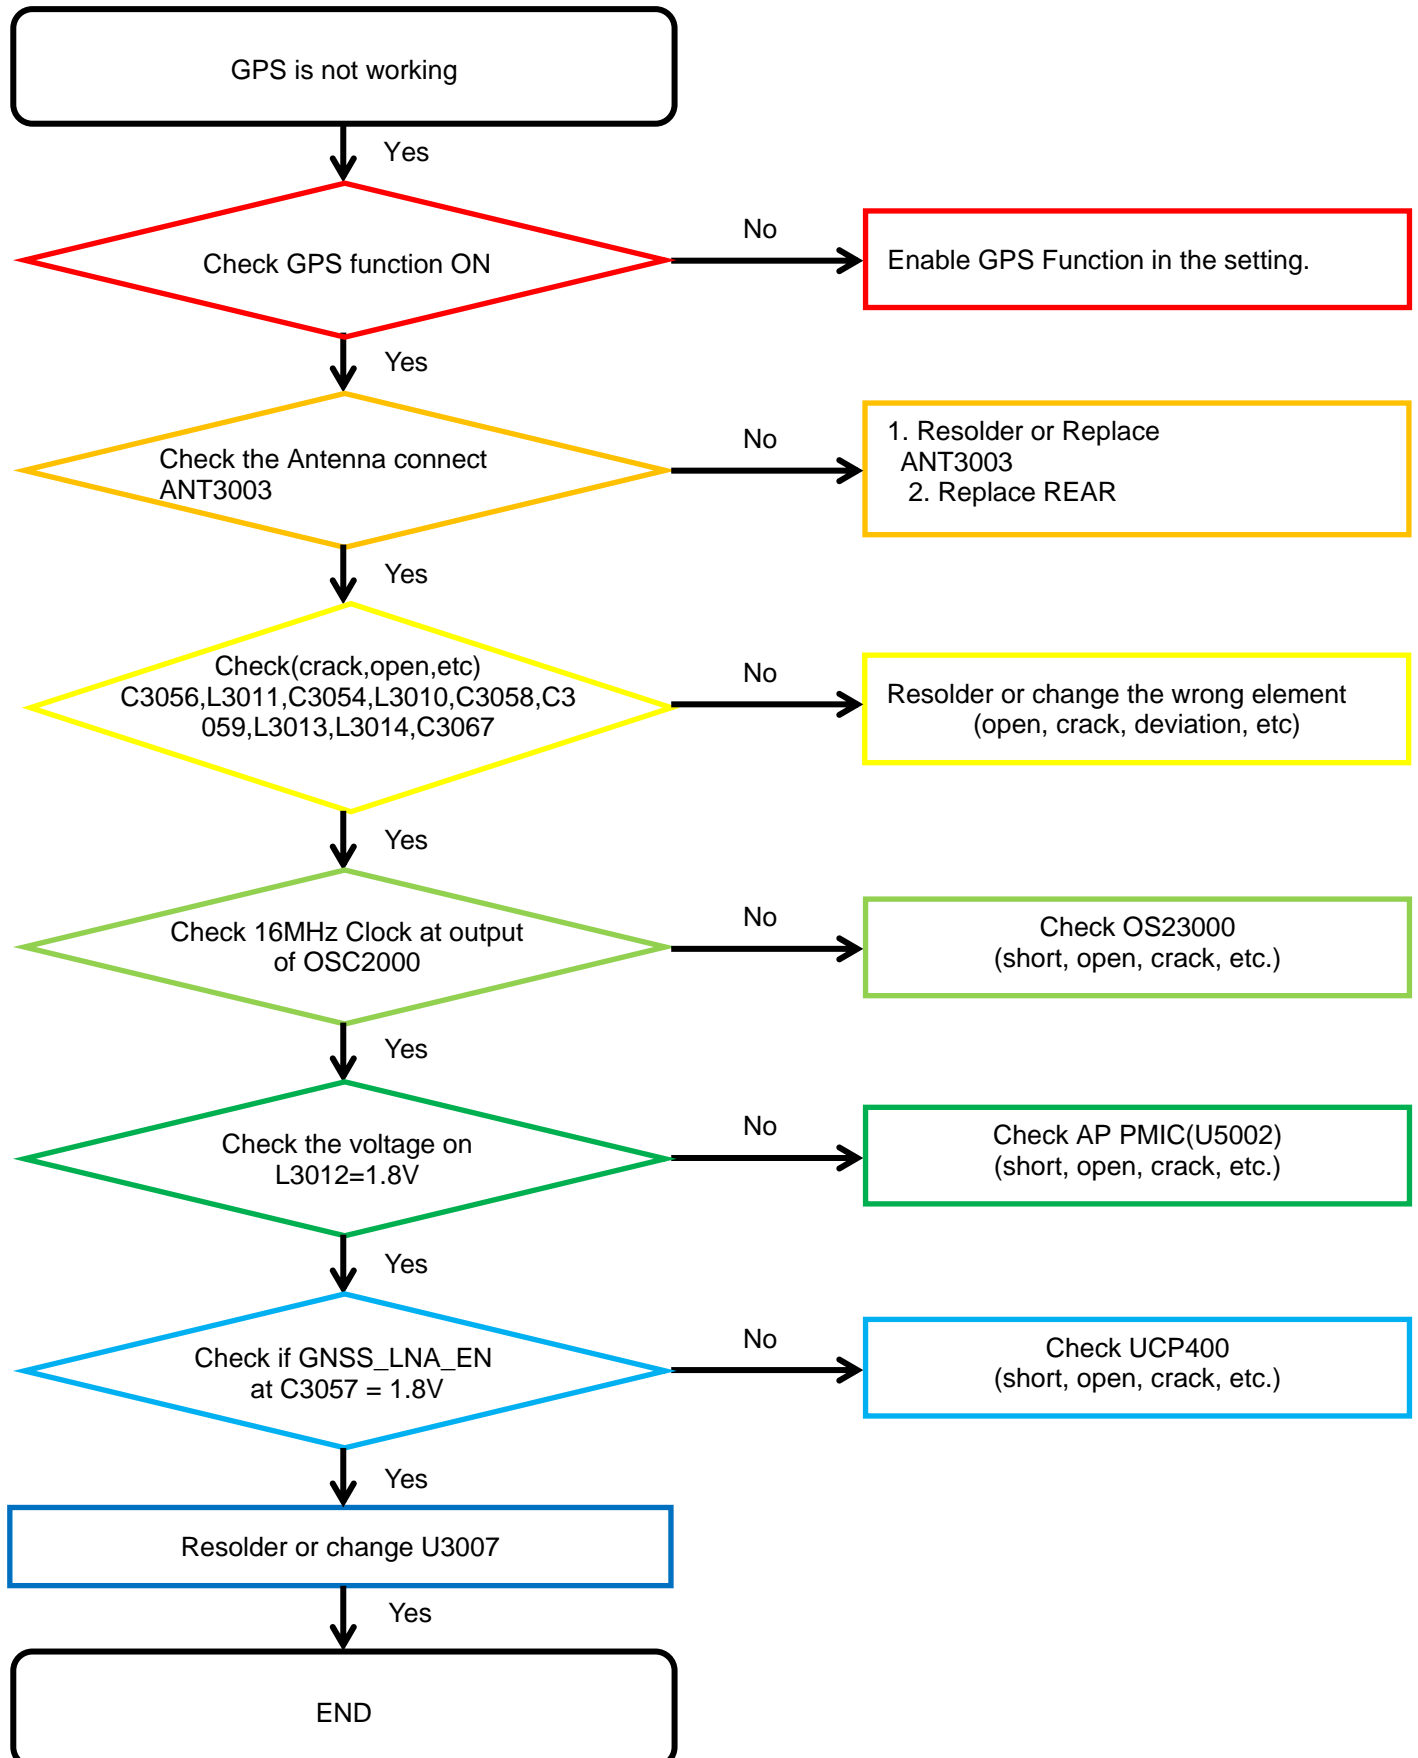 GPS is not working
Yes
Check GPS function ON
No
Enable GPS Function in the setting.
Yes
Check the Antenna connect
ANT3003
No
1. Resolder or Replace
ANT3003
2. Replace REAR
Yes
Check(crack,open,etc)
C3056,L3011,C3054,L3010,C3058,C3
059,L3013,L3014,C3067
No
Resolder or change the wrong element
(open, crack, deviation, etc)
Yes
Check 16MHz Clock at output
of OSC2000
No
Check OS23000
(short, open, crack, etc.)
Yes
Check the voltage on
L3012=1.8V
No
Check AP PMIC(U5002)
(short, open, crack, etc.)
Yes
Check if GNSS_LNA_EN
at C3057 = 1.8V
No
Check UCP400
(short, open, crack, etc.)
Yes
Resolder or change U3007
Yes
END